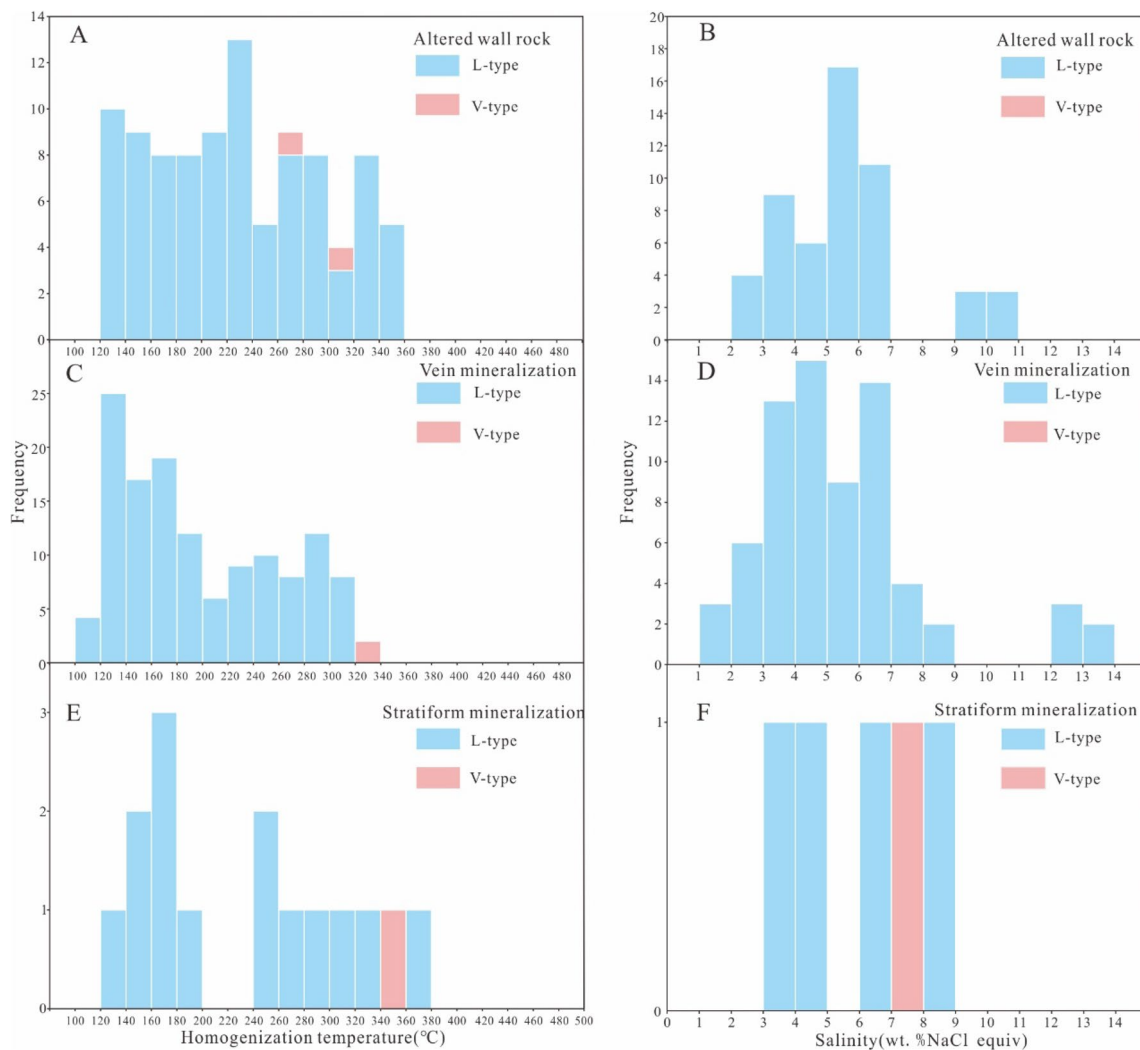 A
Altered wall rock
L-type
V-type
14
12
10
8
6
4
2
0
100 120 140 160 180 200 220 240 260 280 300 320 340 360 380 400 420 440 460 480 500
B
Altered wall rock
L-type
V-type
20
16
14
12
10
8
6
4
2
0
1 2 3 4 5 6 7 9 10 11 12 13 14
C
Vein mineralization
L-type
V-type
25
20
15
10
5
0
Frequency
100 120 140 160 180 200 220 240 260 280 300 320 340 360 380 400 420 440 460 480
D
Vein mineralization
L-type
V-type
14
12
10
8
6
4
2
0
Frequency
1 2 3 4 5 6 7 8 9 10 11 12 13 14
E
Stratiform mineralization
L-type
V-type
3
2
1
0
100 120 140 160 180 200 220 240 260 280 300 320 340 360 380 400 420 440 460 480 500
Homogenization temperature(℃)
F
Stratiform mineralization
L-type
V-type
1
0
0 1 2 3 4 5 6 7 8 9 10 11 12 13 14
Salinity(wt. %NaCl equiv)